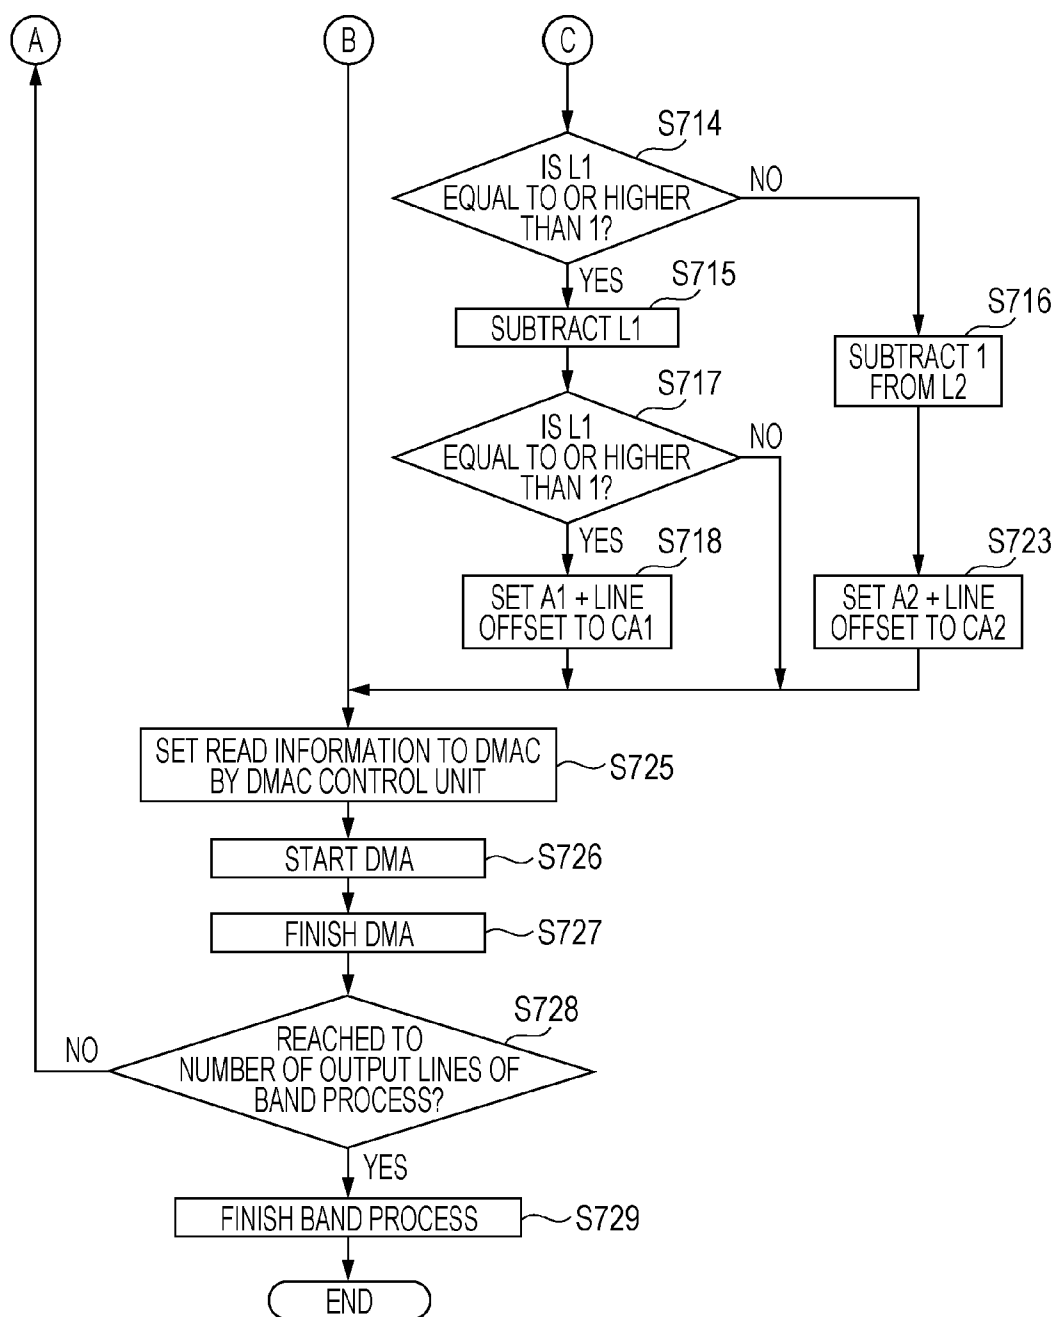 A
B
C
S714
IS L1
EQUAL TO OR HIGHER
THAN 1?
NO
YES
S715
SUBTRACT L1
S716
SUBTRACT 1
FROM L2
S717
IS L1
EQUAL TO OR HIGHER
THAN 1?
NO
YES
S718
SET A1 + LINE
OFFSET TO CA1
S723
SET A2 + LINE
OFFSET TO CA2
SET READ INFORMATION TO DMAC
BY DMAC CONTROL UNIT
S725
START DMA
S726
FINISH DMA
S727
S728
REACHED TO
NUMBER OF OUTPUT LINES OF
BAND PROCESS?
NO
YES
FINISH BAND PROCESS
S729
END